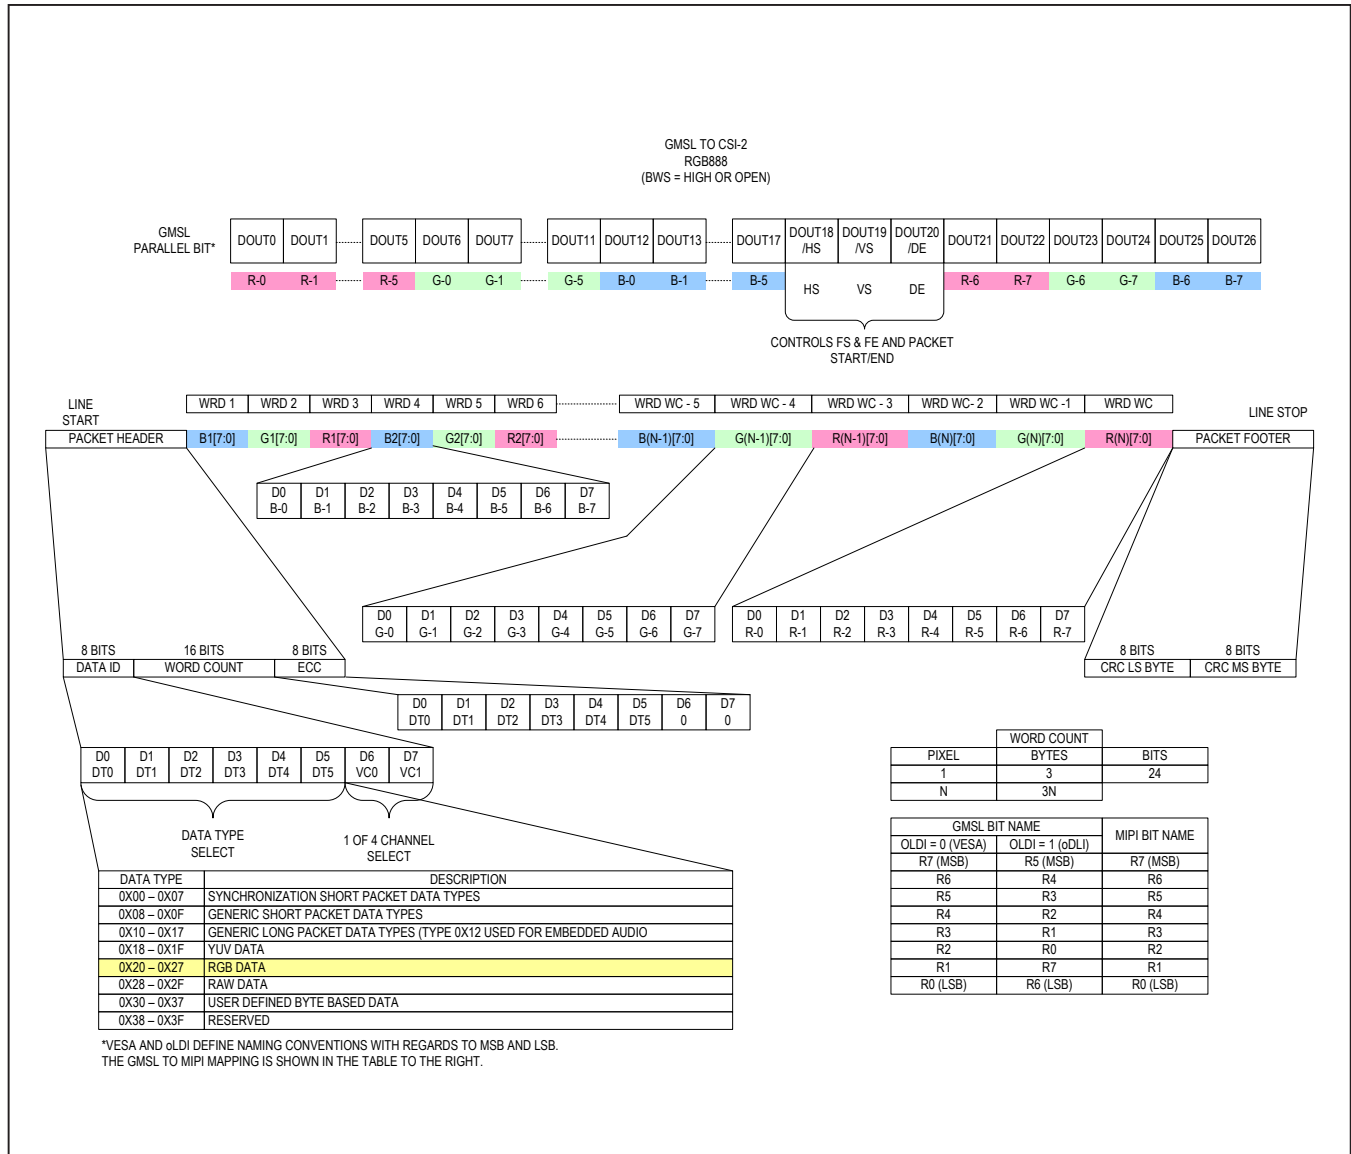 GMSL TO CSI-2
RGB888
(BWS = HIGH OR OPEN)
GMSL
PARALLEL BIT*
DOUT0 DOUT1 DOUT5 DOUT6 DOUT7 DOUT11 DOUT12 DOUT13 DOUT17 DOUT18 /HS DOUT19 /VS DOUT20 /DE DOUT21 DOUT22 DOUT23 DOUT24 DOUT25 DOUT26
R-0 R-1 R-5 G-0 G-1 G-5 B-0 B-1 B-5 HS VS DE R-6 R-7 G-6 G-7 B-6 B-7
CONTROLS FS & FE AND PACKET
START/END
LINE
START
WRD 1 WRD 2 WRD 3 WRD 4 WRD 5 WRD 6 WRD WC - 5 WRD WC - 4 WRD WC - 3 WRD WC- 2 WRD WC -1 WRD WC
LINE STOP
PACKET HEADER B1[7:0] G1[7:0] R1[7:0] B2[7:0] G2[7:0] R2[7:0] B(N-1)[7:0] G(N-1)[7:0] R(N-1)[7:0] B(N)[7:0] G(N)[7:0] R(N)[7:0] PACKET FOOTER
D0 D1 D2 D3 D4 D5 D6 D7
B-0 B-1 B-2 B-3 B-4 B-5 B-6 B-7
D0 D1 D2 D3 D4 D5 D6 D7
G-0 G-1 G-2 G-3 G-4 G-5 G-6 G-7
D0 D1 D2 D3 D4 D5 D6 D7
R-0 R-1 R-2 R-3 R-4 R-5 R-6 R-7
8 BITS 16 BITS 8 BITS
DATA ID WORD COUNT ECC
8 BITS 8 BITS
CRC LS BYTE CRC MS BYTE
D0 D1 D2 D3 D4 D5 D6 D7
DT0 DT1 DT2 DT3 DT4 DT5 0 0
D0 D1 D2 D3 D4 D5 D6 D7
DT0 DT1 DT2 DT3 DT4 DT5 VC0 VC1
DATA TYPE
SELECT
1 OF 4 CHANNEL
SELECT
WORD COUNT
PIXEL BYTES BITS
1 3 24
N 3N
GMSL BIT NAME MIPI BIT NAME
OLDI = 0 (VESA) OLDI = 1 (oDLI)
R7 (MSB) R5 (MSB) R7 (MSB)
R6 R4 R6
R5 R3 R5
R4 R2 R4
R3 R1 R3
R2 R0 R2
R1 R7 R1
R0 (LSB) R6 (LSB) R0 (LSB)
DATA TYPE DESCRIPTION
0X00 – 0X07 SYNCHRONIZATION SHORT PACKET DATA TYPES
0X08 – 0X0F GENERIC SHORT PACKET DATA TYPES
0X10 – 0X17 GENERIC LONG PACKET DATA TYPES (TYPE 0X12 USED FOR EMBEDDED AUDIO
0X18 – 0X1F YUV DATA
0X20 – 0X27 RGB DATA
0X28 – 0X2F RAW DATA
0X30 – 0X37 USER DEFINED BYTE BASED DATA
0X38 – 0X3F RESERVED
*VESA AND oLDI DEFINE NAMING CONVENTIONS WITH REGARDS TO MSB AND LSB.
THE GMSL TO MIPI MAPPING IS SHOWN IN THE TABLE TO THE RIGHT.